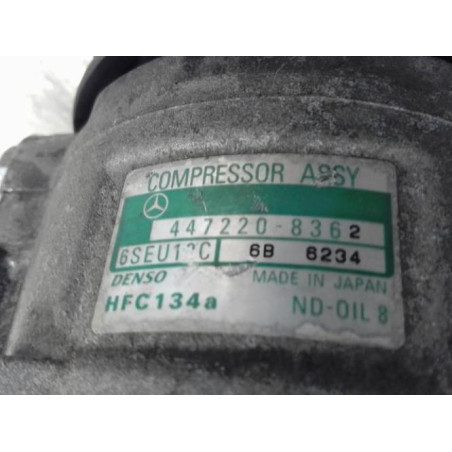 COMPRESSOR ASSY
447220-8362
6B 6234
DENSO MADE IN JAPAN
HFC134a ND-OIL 8